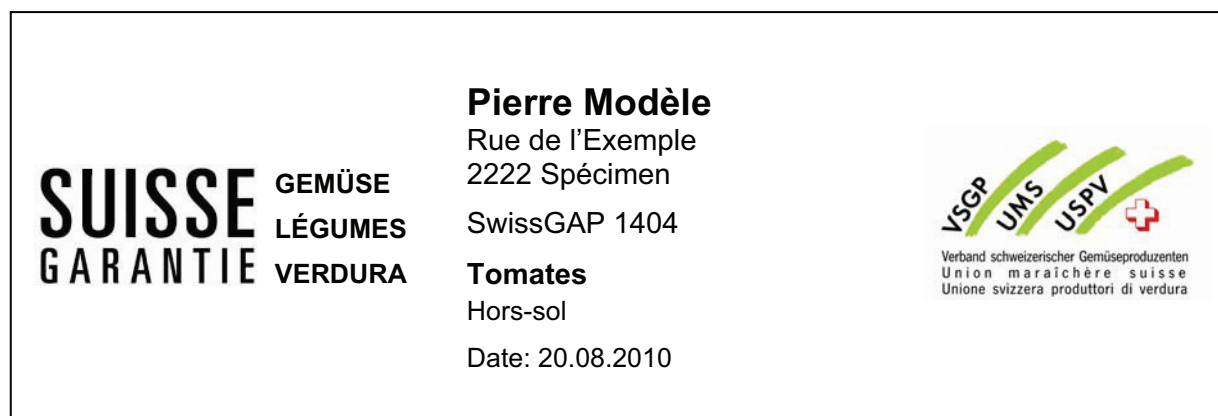 SUISSE
GARANTIE
GEMÜSE
LÉGUMES
VERDURA
Pierre Modèle
Rue de l’Exemple
2222 Spécimen
SwissGAP 1404
Tomates
Hors-sol
Date: 20.08.2010
VSGP
UMS
USPV
Verband schweizerischer Gemüseproduzenten
Union maraîchère suisse
Unione svizzera produttori di verdura